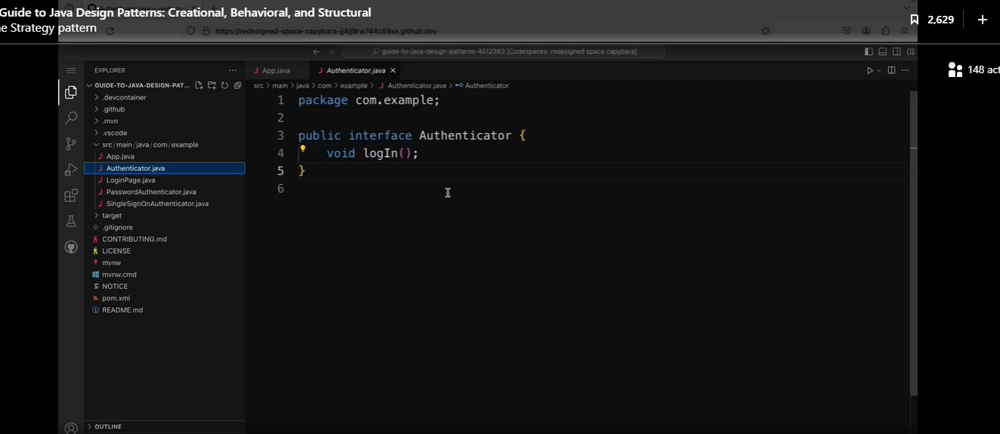 Guide to Java Design Patterns: Creational, Behavioral, and Structural
e Strategy pattern
2,629
https://redesigned-space-capybara-jj4jj9rw744c59xx.github.dev
guide-to-java-design-patterns-4512383 [Codespaces: redesigned space capybara]
148 act
EXPLORER
GUIDE-TO-JAVA-DESIGN-PAT...
.devcontainer
.github
.mvn
.vscode
src/main/java/com/example
App.java
Authenticator.java
LoginPage.java
PasswordAuthenticator.java
SingleSignOnAuthenticator.java
target
.gitignore
CONTRIBUTING.md
LICENSE
mvnw
mvnw.cmd
NOTICE
pom.xml
README.md
OUTLINE
App.java
Authenticator.java
src > main > java > com > example > Authenticator.java > Authenticator
1 package com.example;
2
3 public interface Authenticator {
4 void logIn();
5 }
6